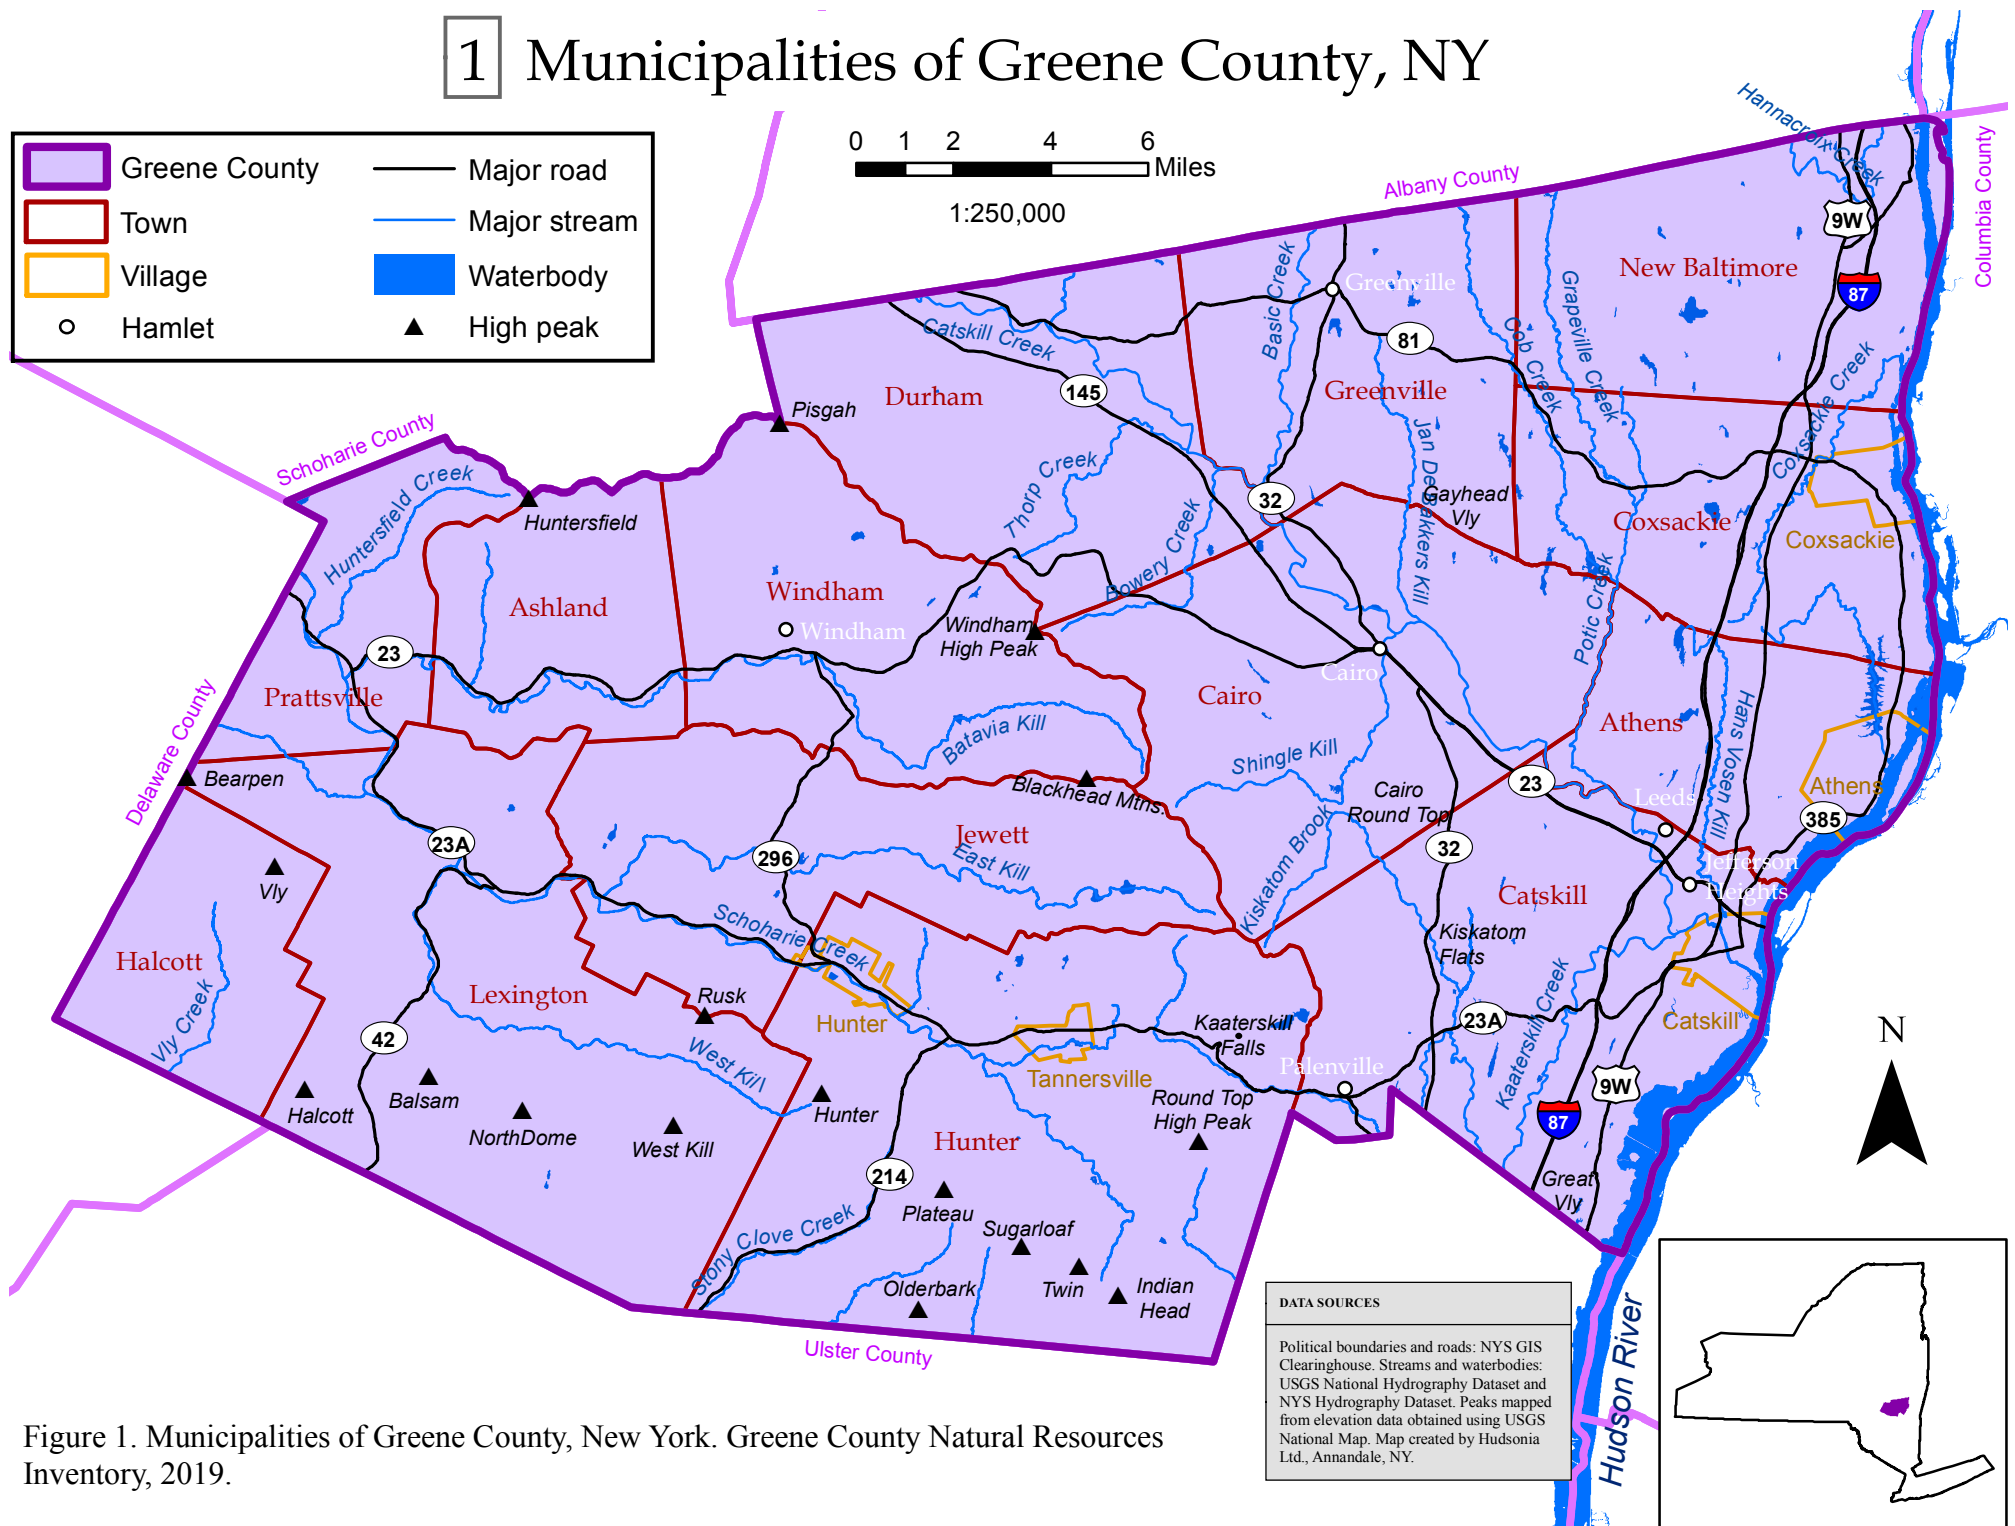 1 Municipalities of Greene County, NY
Greene County
Town
Village
Hamlet
Major road
Major stream
Waterbody
High peak
0 1 2 4 6
Miles
1:250,000
Albany County
Columbia County
Schoharie County
Delaware County
Ulster County
Hannacroix Creek
9W
87
New Baltimore
Greenville
Basic Creek
Catskill Creek
81
Grapeville Creek
Cob Creek
Coxsackie Creek
Durham
145
Greenville
Pisgah
Jan De Bakkers Kill
Huntersfield Creek
Huntersfield
Thorp Creek
32
Gayhead
Vly
Coxsackie
Coxsackie
Bowery Creek
Windham
Ashland
Windham
Windham
High Peak
Potic Creek
Cairo
23
Prattsville
Cairo
Athens
Hans Vosen Kill
Batavia Kill
Shingle Kill
Bearpen
Blackhead Mtns.
Cairo
Round Top
23
Leeds
Athens
385
23A
296
Jewett
East Kill
Kiskatom Brook
32
Jefferson
Heights
Vly
Catskill
Schoharie Creek
Kiskatom
Flats
Halcott
Vly Creek
Lexington
Rusk
Hunter
Kaaterskill
Falls
23A
Kaaterskill Creek
Catskill
42
West Kill
Tannersville
Palenville
9W
87
Halcott
Balsam
NorthDome
West Kill
Hunter
Round Top
High Peak
Hunter
214
Plateau
Sugarloaf
Great
Vly
Stony Clove Creek
Olderbark
Twin
Indian
Head
N
Hudson River
DATA SOURCES
Political boundaries and roads: NYS GIS
Clearinghouse. Streams and waterbodies:
USGS National Hydrography Dataset and
NYS Hydrography Dataset. Peaks mapped
from elevation data obtained using USGS
National Map. Map created by Hudsonia
Ltd., Annandale, NY.
Figure 1. Municipalities of Greene County, New York. Greene County Natural Resources
Inventory, 2019.